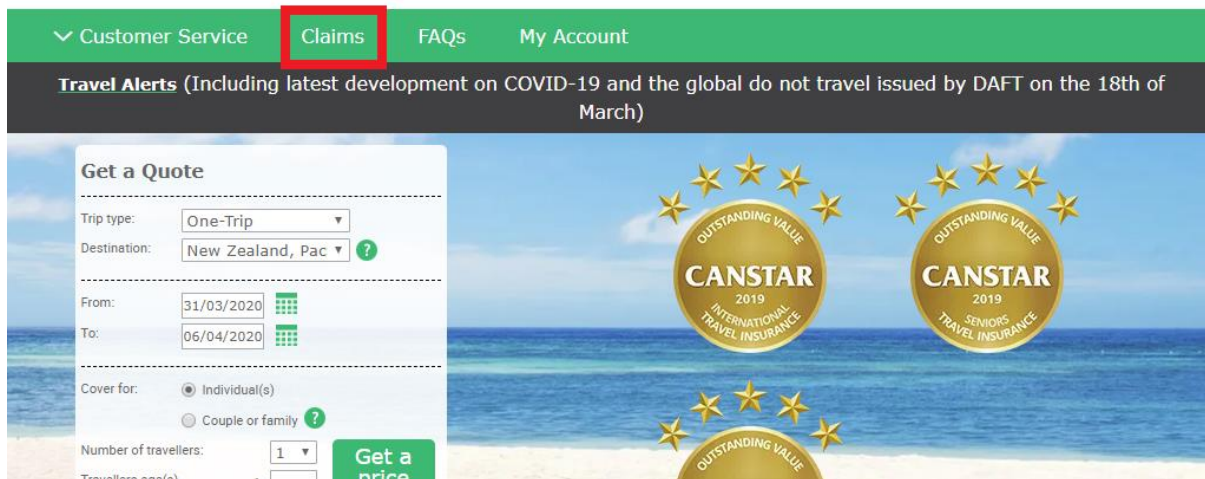 Customer Service Claims FAQs My Account
Travel Alerts (Including latest development on COVID-19 and the global do not travel issued by DAFT on the 18th of
March)
Get a Quote
Trip type: One-Trip
Destination: New Zealand, Pac ?
From: 31/03/2020
To: 06/04/2020
Cover for: Individual(s)
Couple or family ?
Number of travellers: 1
Get a
price
OUTSTANDING VALUE
CANSTAR
2019
INTERNATIONAL
TRAVEL INSURANCE
OUTSTANDING VALUE
CANSTAR
2019
SENIORS
TRAVEL INSURANCE
OUTSTANDING VALUE